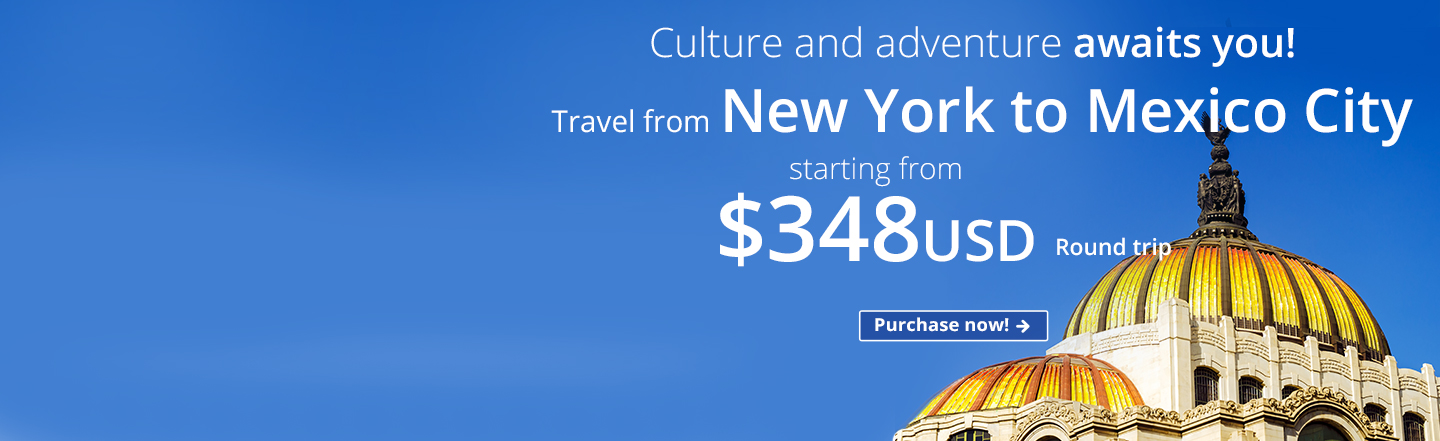 Culture and adventure awaits you!
Travel from New York to Mexico City
starting from
$348USD Round trip
Purchase now! →